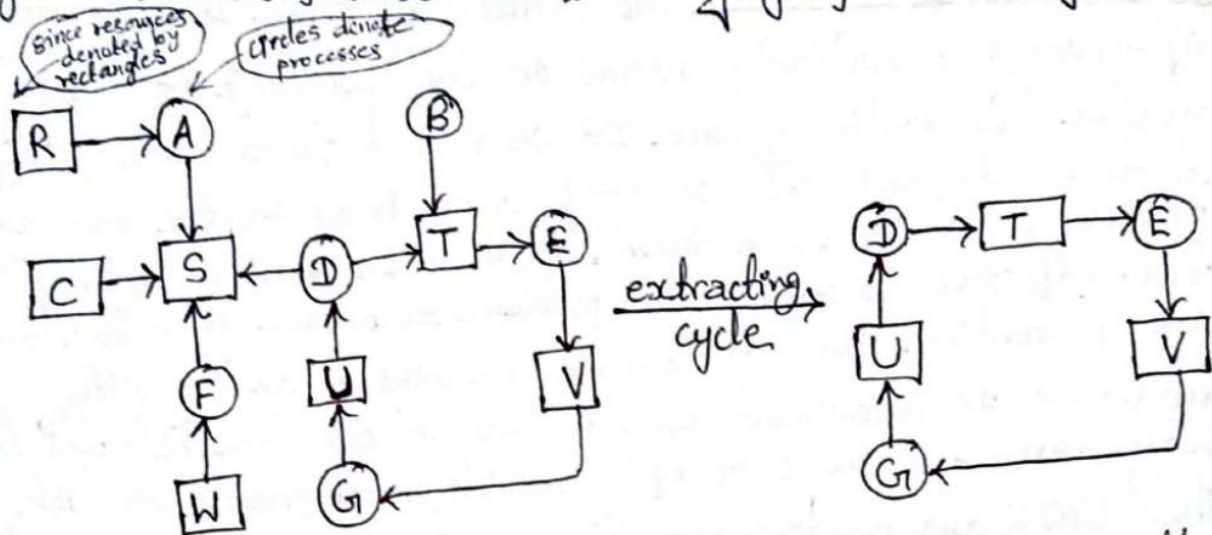 since resources
denoted by
rectangles
circles denote
processes
R
A
B
C
S
D
T
E
F
U
V
W
G
extracting
cycle
D
T
E
U
V
G